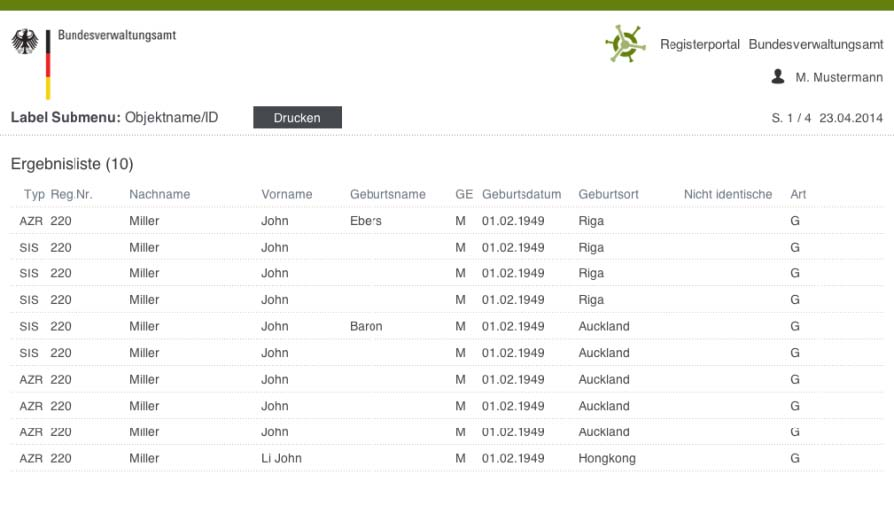 Bundesverwaltungsamt
Registerportal Bundesverwaltungsamt
M. Mustermann
Label Submenu: Objektname/ID Drucken S. 1 / 4 23.04.2014
Ergebnisliste (10)
Typ Reg.Nr. Nachname Vorname Geburtsname GE Geburtsdatum Geburtsort Nicht identische Art
AZR 220 Miller John Ebers M 01.02.1949 Riga G
SIS 220 Miller John M 01.02.1949 Riga G
SIS 220 Miller John M 01.02.1949 Riga G
SIS 220 Miller John M 01.02.1949 Riga G
SIS 220 Miller John Baron M 01.02.1949 Auckland G
SIS 220 Miller John M 01.02.1949 Auckland G
AZR 220 Miller John M 01.02.1949 Auckland G
AZR 220 Miller John M 01.02.1949 Auckland G
AZR 220 Miller John M 01.02.1949 Auckland G
AZR 220 Miller Li John M 01.02.1949 Hongkong G